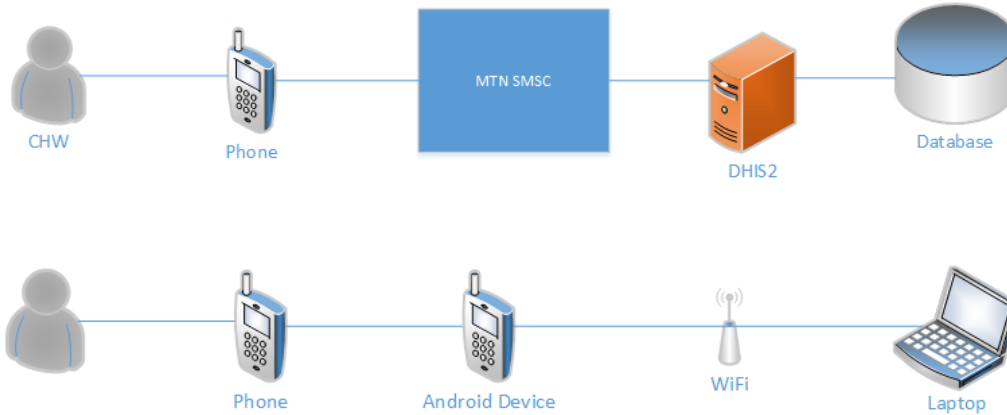 MTN SMSC
CHW
Phone
DHIS2
Database
Phone
Android Device
WiFi
Laptop